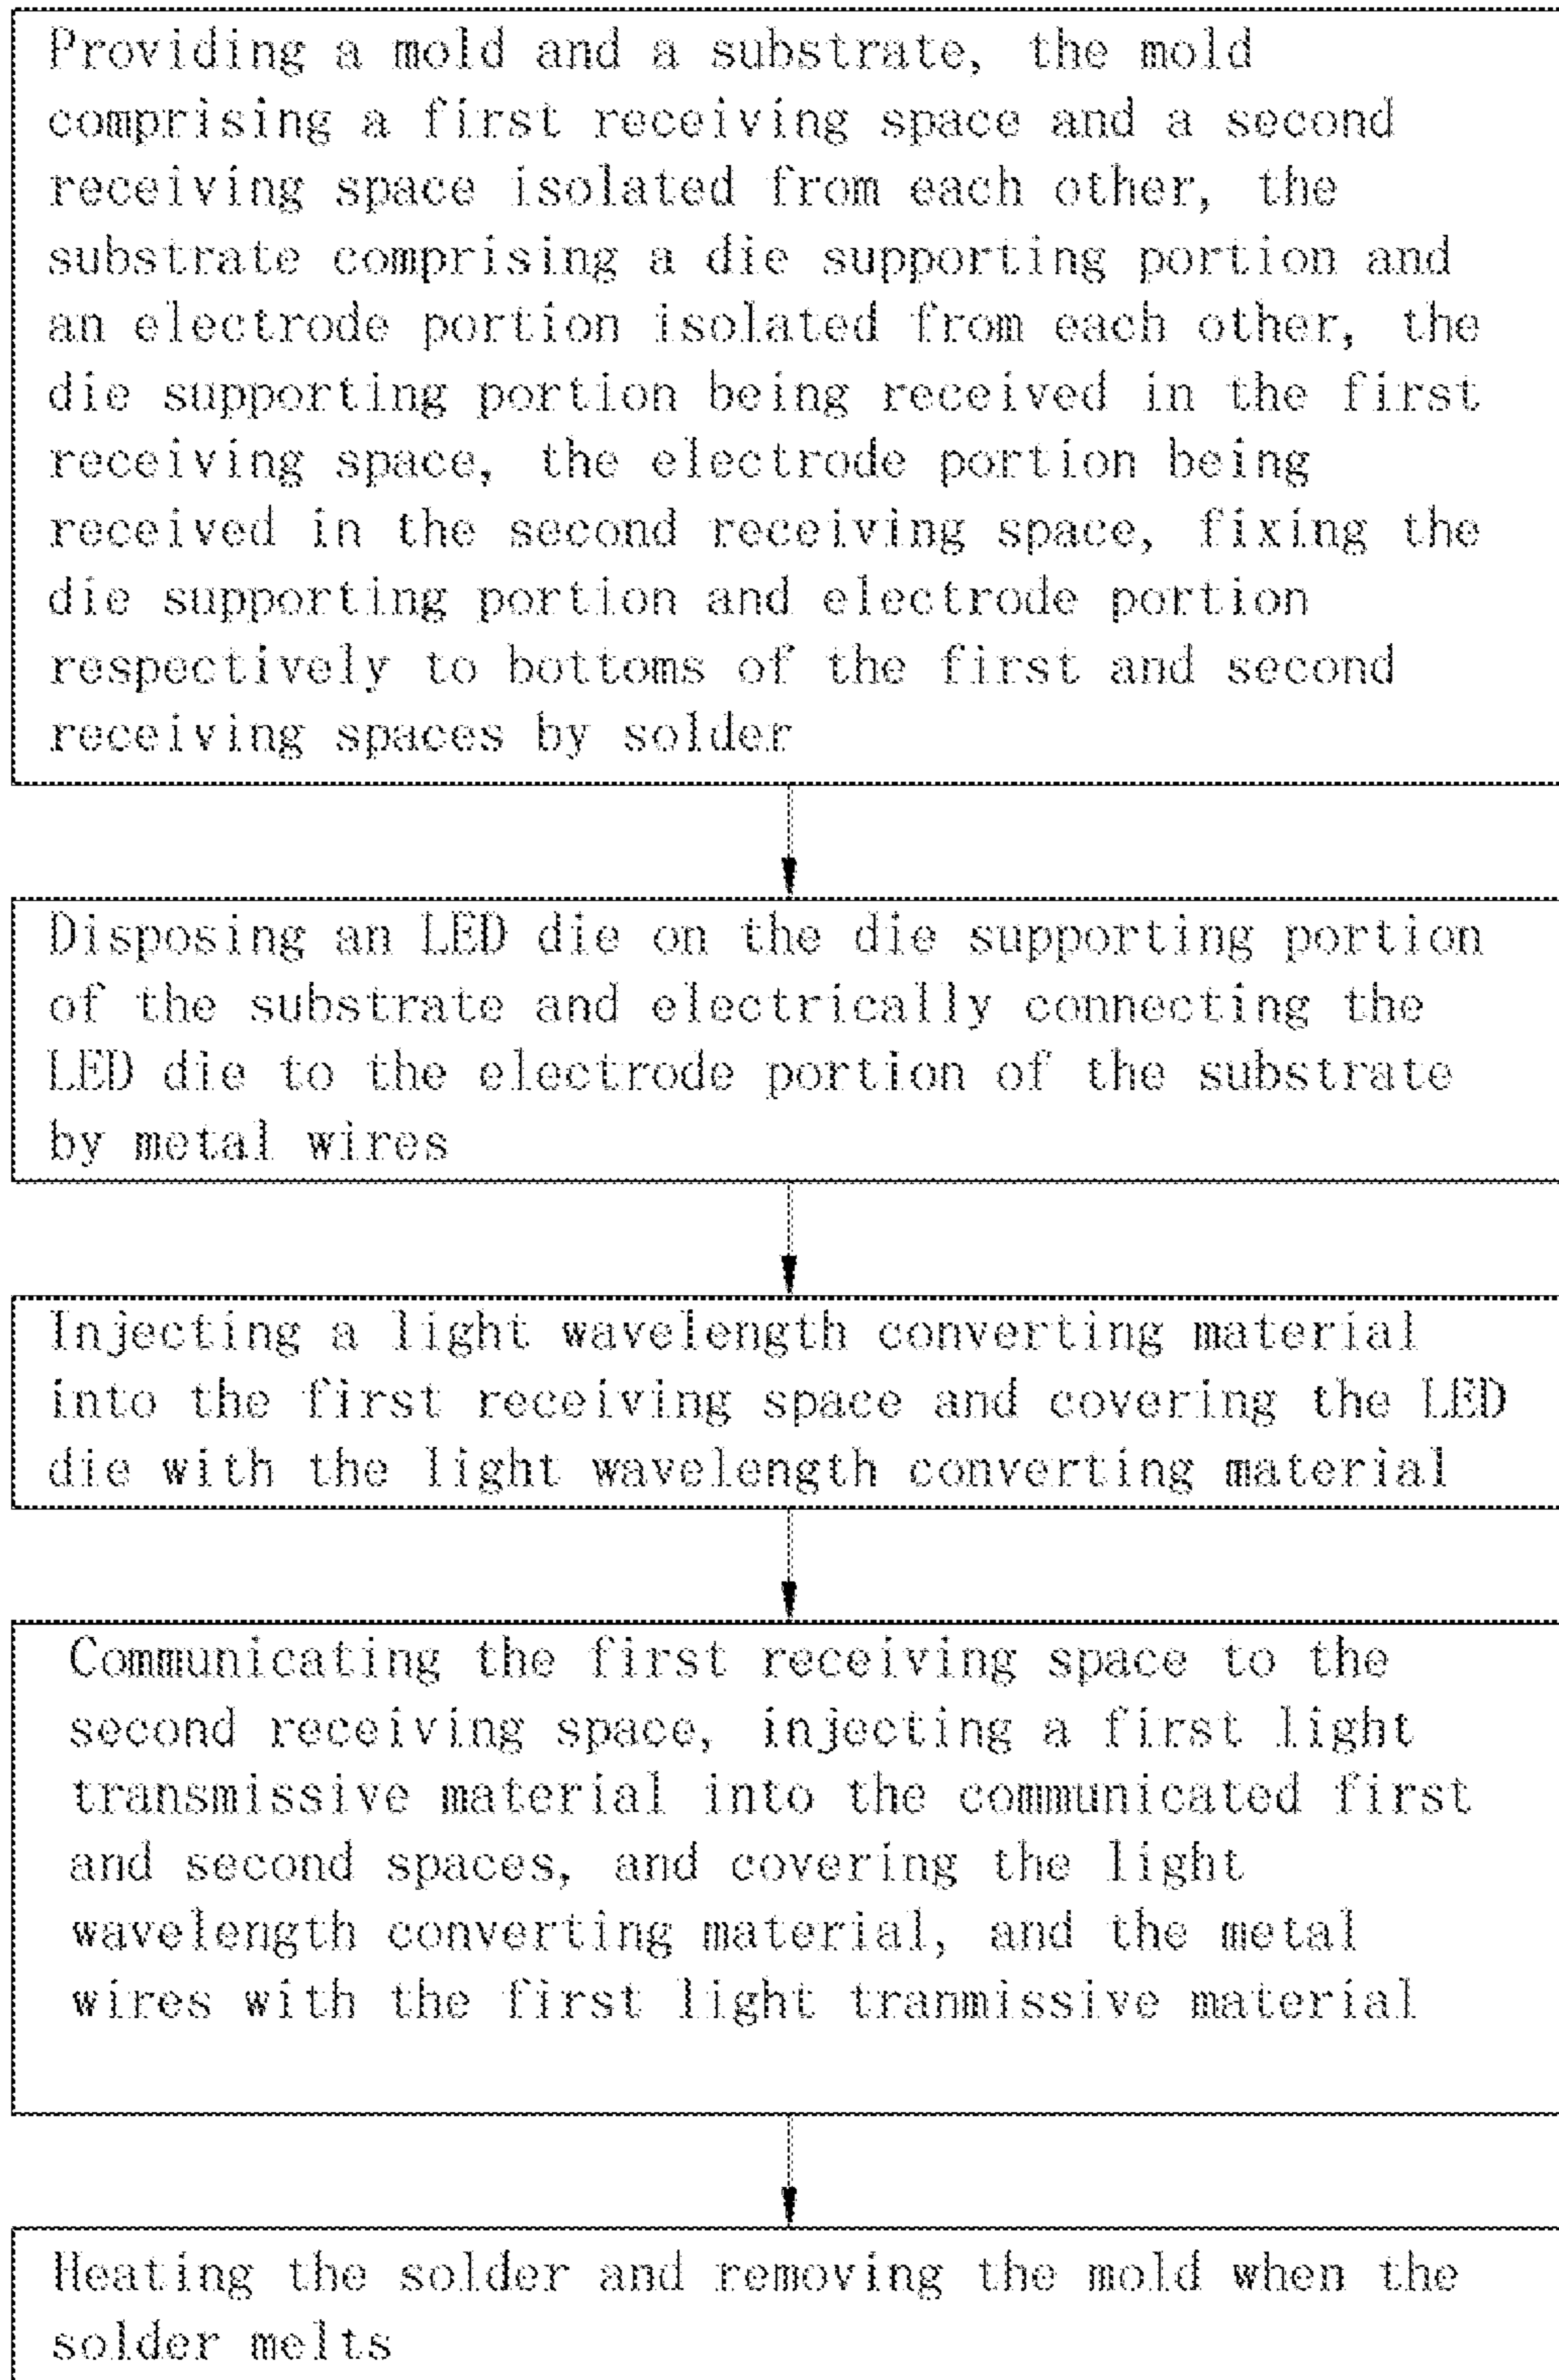 Providing a mold and a substrate, the mold
comprising a first receiving space and a second
receiving space isolated from each other, the
substrate comprising a die supporting portion and
an electrode portion isolated from each other, the
die supporting portion being received in the first
receiving space, the electrode portion being
received in the second receiving space, fixing the
die supporting portion and electrode portion
respectively to bottoms of the first and second
receiving spaces by solder
Disposing an LED die on the die supporting portion
of the substrate and electrically connecting the
LED die to the electrode portion of the substrate
by metal wires
Injecting a light wavelength converting material
into the first receiving space and covering the LED
die with the light wavelength converting material
Communicating the first receiving space to the
second receiving space, injecting a first light
transmissive material into the communicated first
and second spaces, and covering the light
wavelength converting material, and the metal
wires with the first light tranmissive material
Heating the solder and removing the mold when the
solder melts